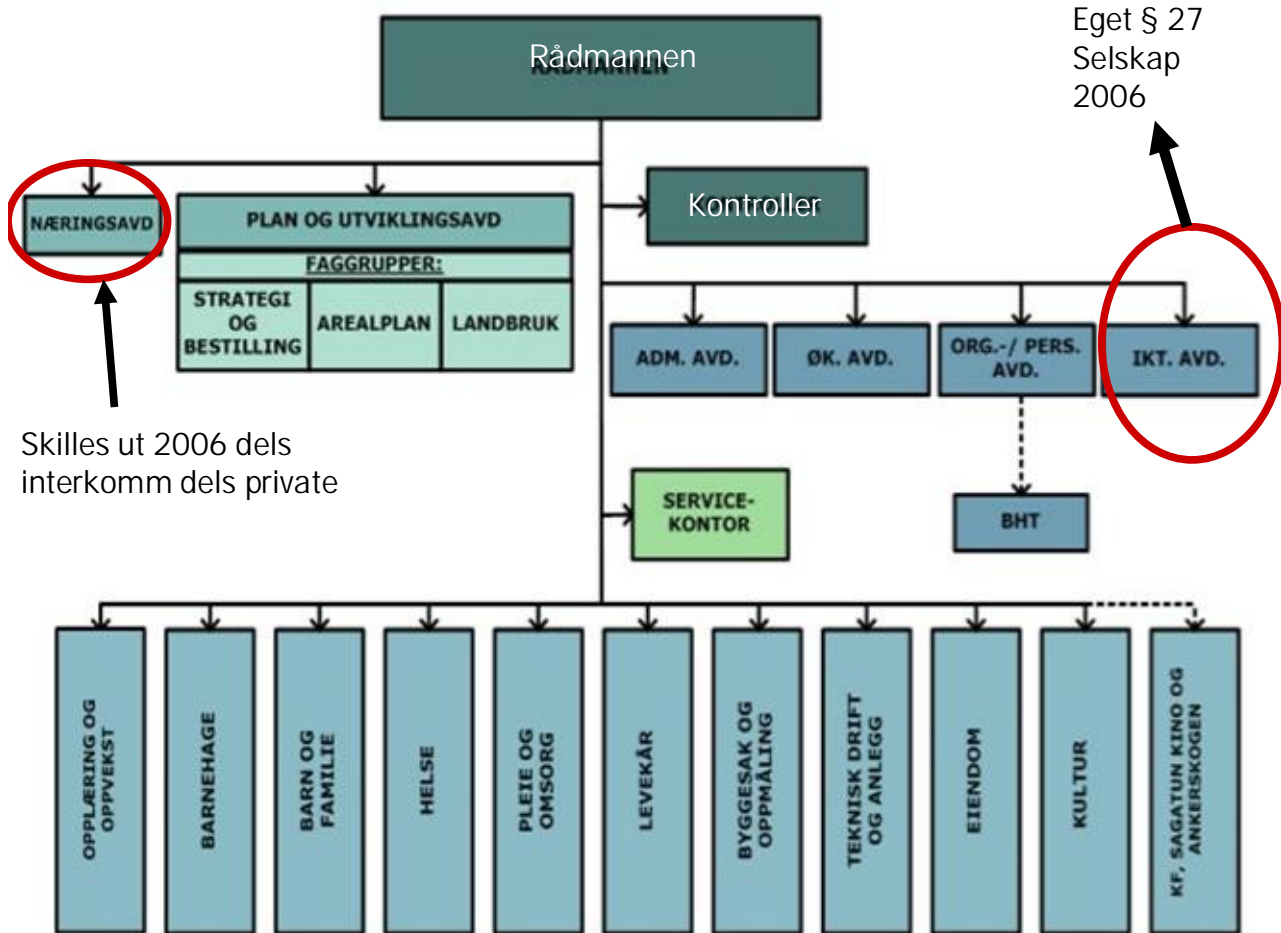 Rådmannen
Eget § 27
Selskap
2006
Kontroller
NÆRINGSAVD
PLAN OG UTVIKLINGSAVD
FAGGRUPPER:
STRATEGI
OG
BESTILLING
AREALPLAN
LANDBRUK
ADM. AVD.
ØK. AVD.
ORG.-/ PERS.
AVD.
IKT. AVD.
Skilles ut 2006 dels
interkomm dels private
SERVICE-
KONTOR
BHT
OPPLÆRING OG
OPPVEKST
BARNEHAGE
BARN OG
FAMILIE
HELSE
PLEIE OG
OMSORG
LEVEKÅR
BYGGESAK OG
OPPMÅLING
TEKNISK DRIFT
OG ANLEGG
EIENDOM
KULTUR
KF, SAGATUN KINO OG
ANKERSKOGEN